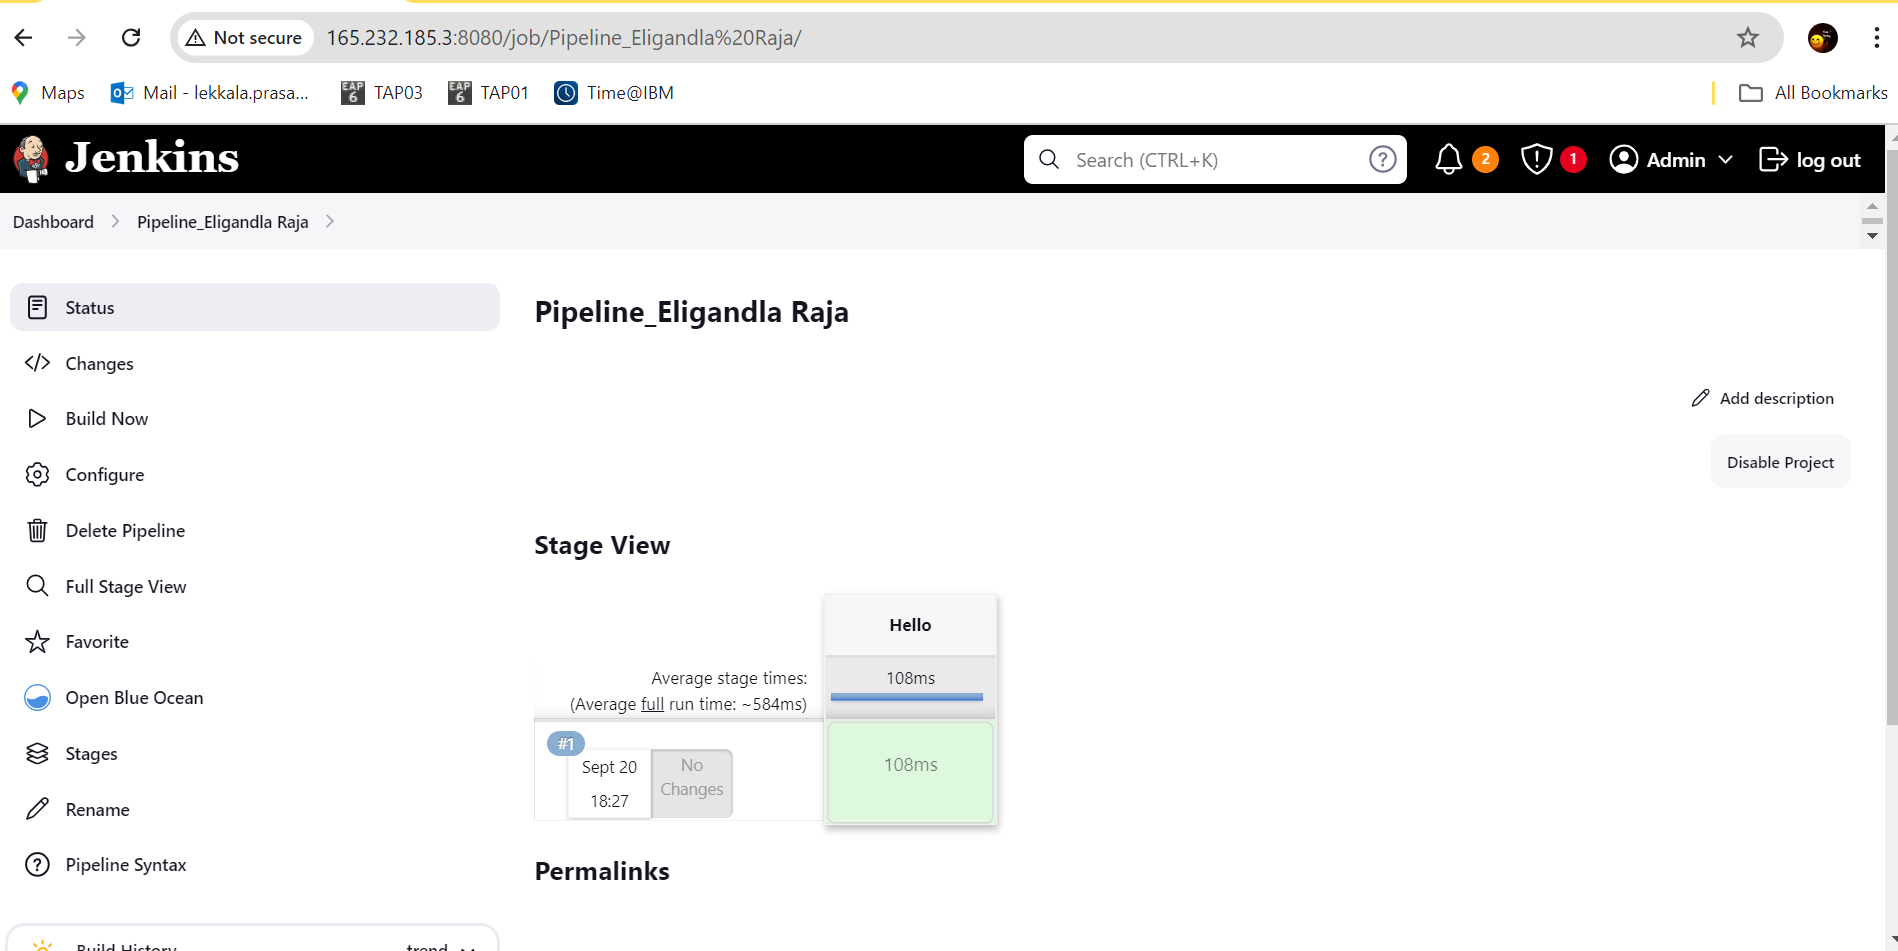 Not secure 165.232.185.3:8080/job/Pipeline_Eligandla%20Raja/
Maps Mail - lekkala.prasa... EAP 6 TAP03 EAP 6 TAP01 Time@IBM All Bookmarks
Jenkins Search (CTRL+K) ? 2 1 Admin log out
Dashboard Pipeline_Eligandla Raja
Status
Changes
Build Now
Configure
Delete Pipeline
Full Stage View
Favorite
Open Blue Ocean
Stages
Rename
Pipeline Syntax
Build History trend
Pipeline_Eligandla Raja
Add description
Disable Project
Stage View
Hello
Average stage times:
(Average full run time: ~584ms)
108ms
#1
Sept 20
18:27
No
Changes
108ms
Permalinks